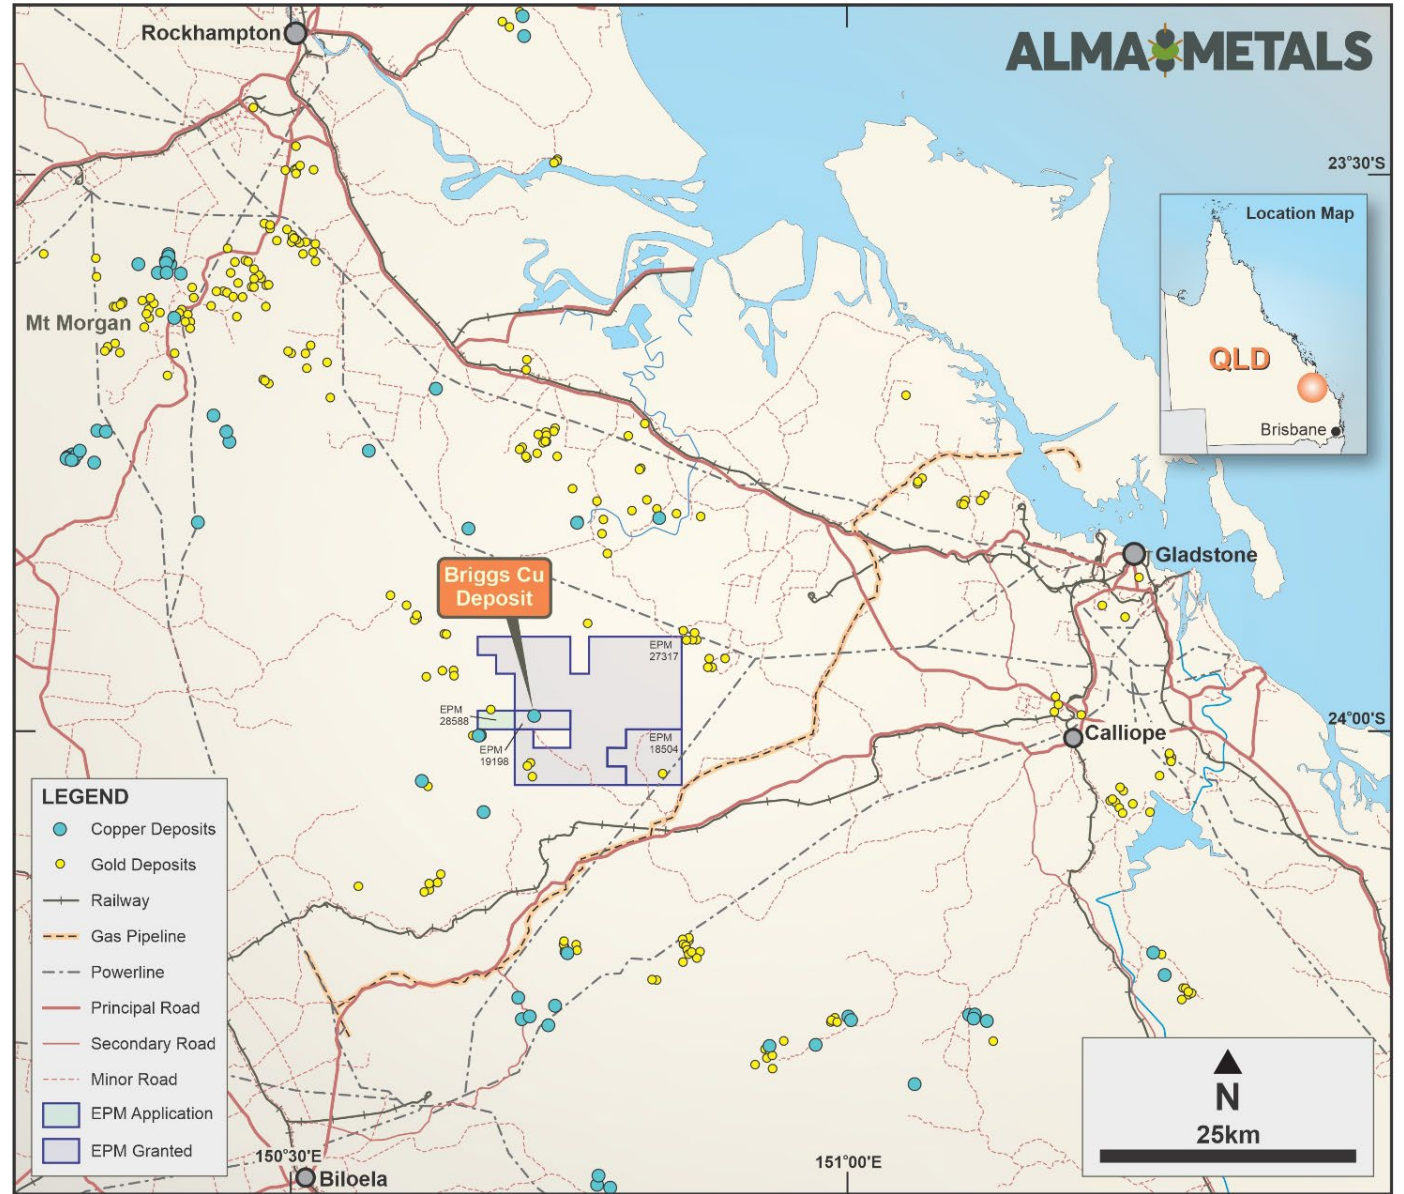 Rockhampton
ALMA METALS
23°30'S
Location Map
QLD
Brisbane
Mt Morgan
Gladstone
Briggs Cu
Deposit
EPM
27317
EPM
28588
EPM
19198
EPM
18504
24°00'S
Calliope
LEGEND
Copper Deposits
Gold Deposits
Railway
Gas Pipeline
Powerline
Principal Road
Secondary Road
Minor Road
EPM Application
EPM Granted
N
25km
150°30'E
151°00'E
Biloela